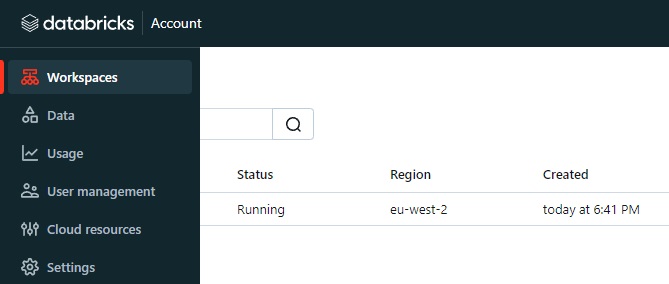 databricks Account
Workspaces
Data
Usage
User management
Cloud resources
Settings
Status Region Created
Running eu-west-2 today at 6:41 PM